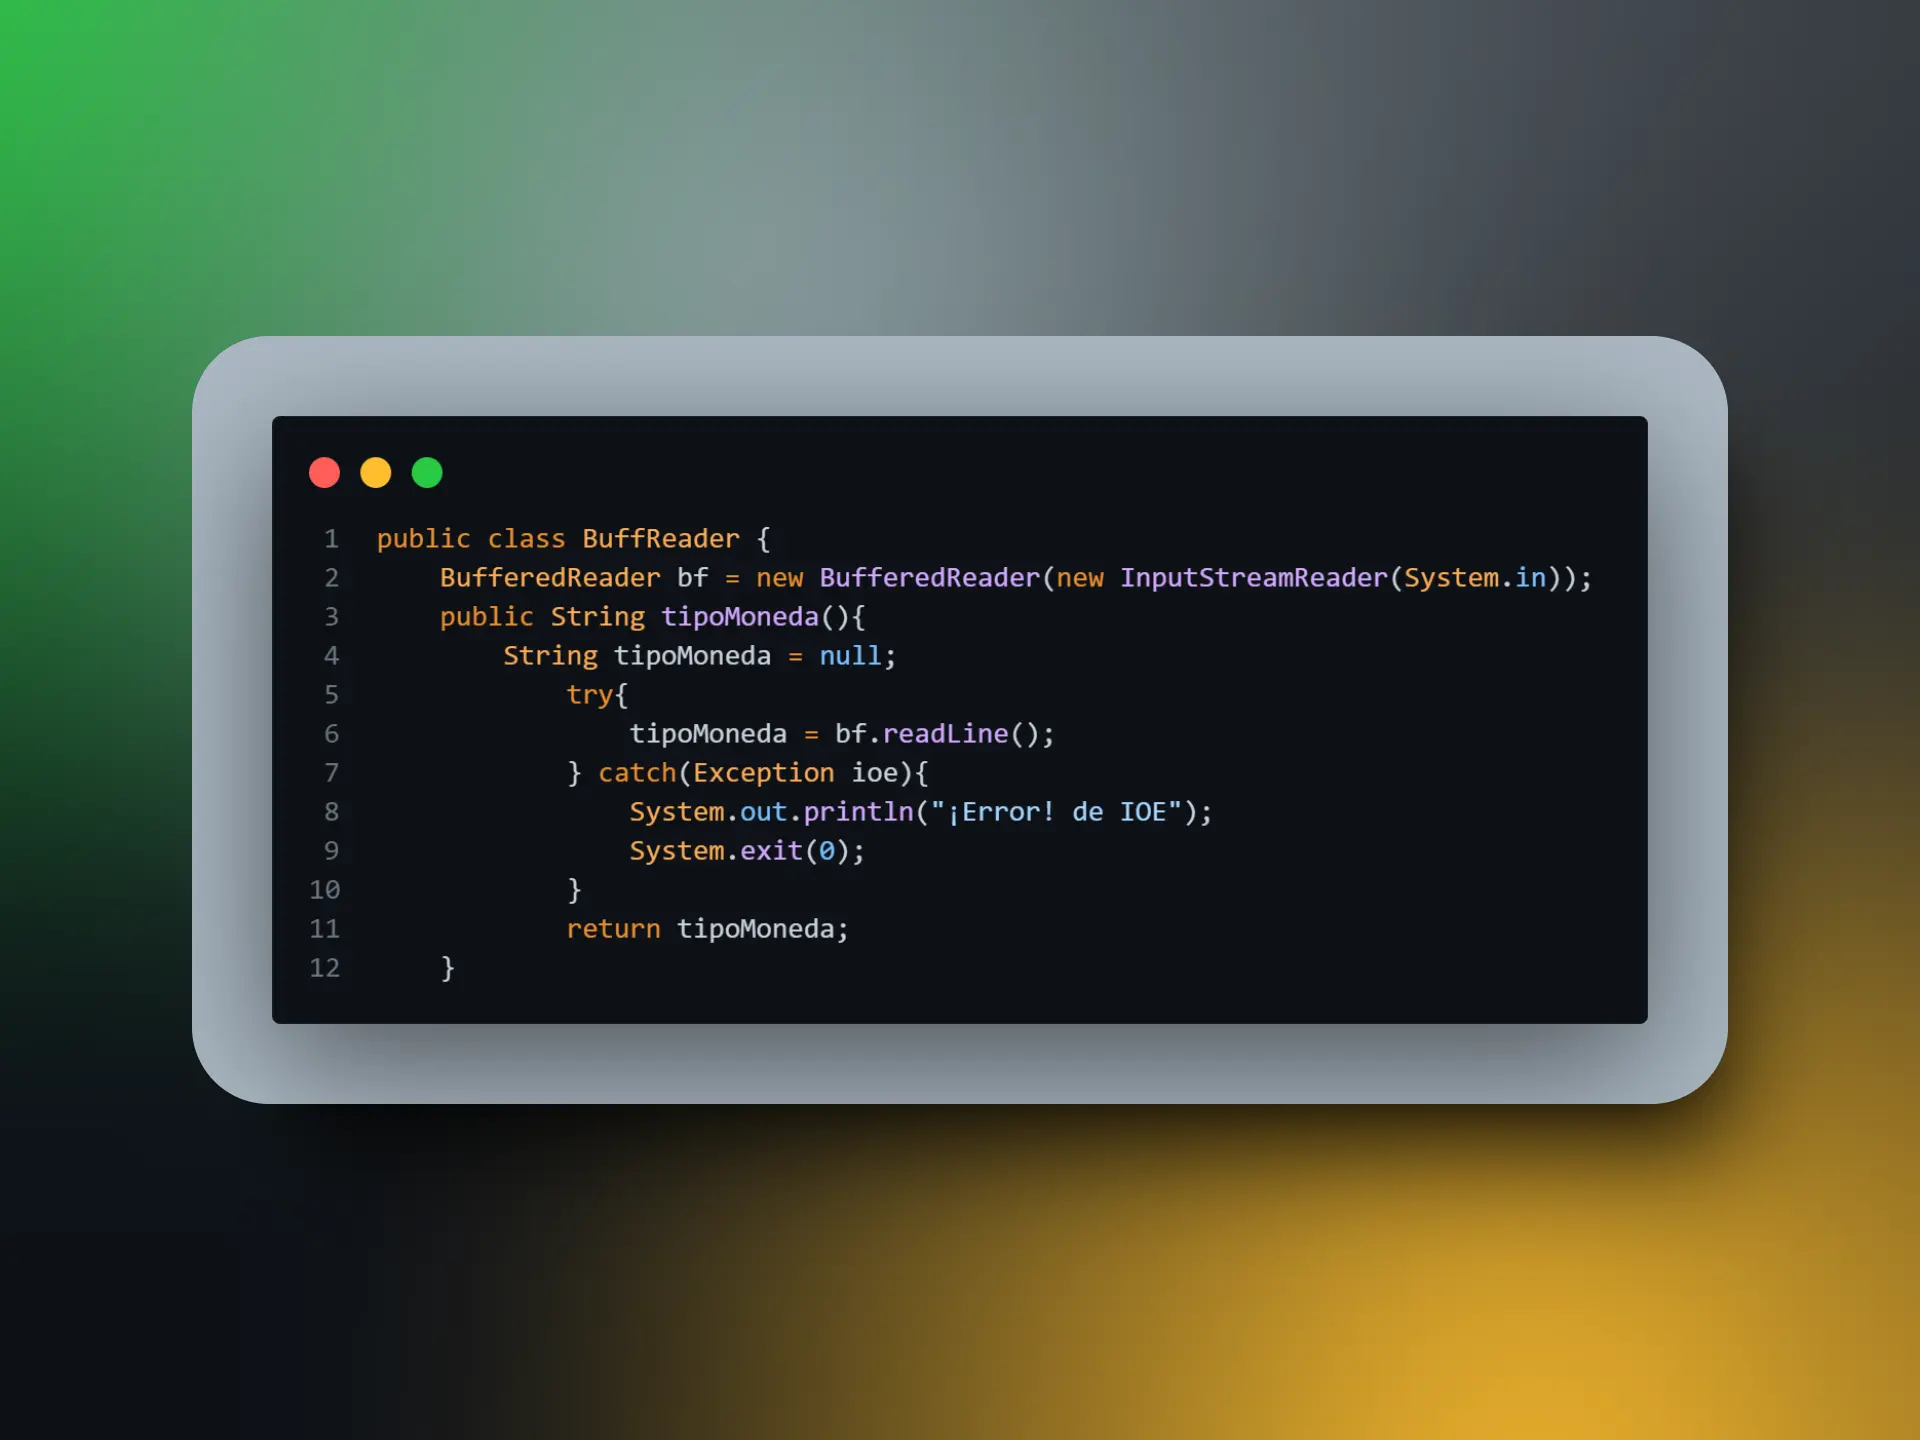 1 public class BuffReader {
2     BufferedReader bf = new BufferedReader(new InputStreamReader(System.in));
3     public String tipoMoneda(){
4         String tipoMoneda = null;
5             try{
6                 tipoMoneda = bf.readLine();
7             } catch(Exception ioe){
8                 System.out.println("¡Error! de IOE");
9                 System.exit(0);
10             }
11             return tipoMoneda;
12     }